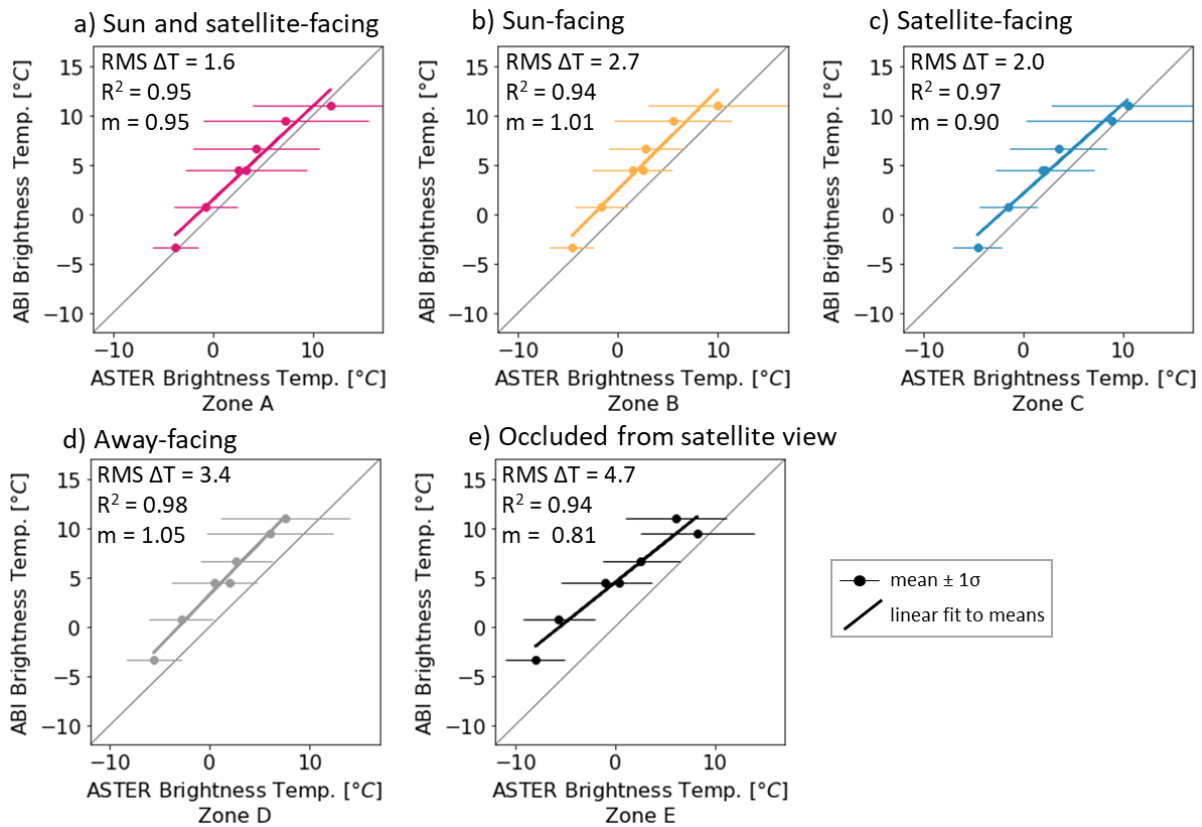 a) Sun and satellite-facing
RMS ΔT = 1.6
R² = 0.95
m = 0.95
ABI Brightness Temp. [°C]
15
10
5
0
−5
−10
−10 0 10
ASTER Brightness Temp. [°C]
Zone A
b) Sun-facing
RMS ΔT = 2.7
R² = 0.94
m = 1.01
ABI Brightness Temp. [°C]
15
10
5
0
−5
−10
−10 0 10
ASTER Brightness Temp. [°C]
Zone B
c) Satellite-facing
RMS ΔT = 2.0
R² = 0.97
m = 0.90
ABI Brightness Temp. [°C]
15
10
5
0
−5
−10
−10 0 10
ASTER Brightness Temp. [°C]
Zone C
d) Away-facing
RMS ΔT = 3.4
R² = 0.98
m = 1.05
ABI Brightness Temp. [°C]
15
10
5
0
−5
−10
−10 0 10
ASTER Brightness Temp. [°C]
Zone D
e) Occluded from satellite view
RMS ΔT = 4.7
R² = 0.94
m = 0.81
ABI Brightness Temp. [°C]
15
10
5
0
−5
−10
−10 0 10
ASTER Brightness Temp. [°C]
Zone E
mean ± 1σ
linear fit to means